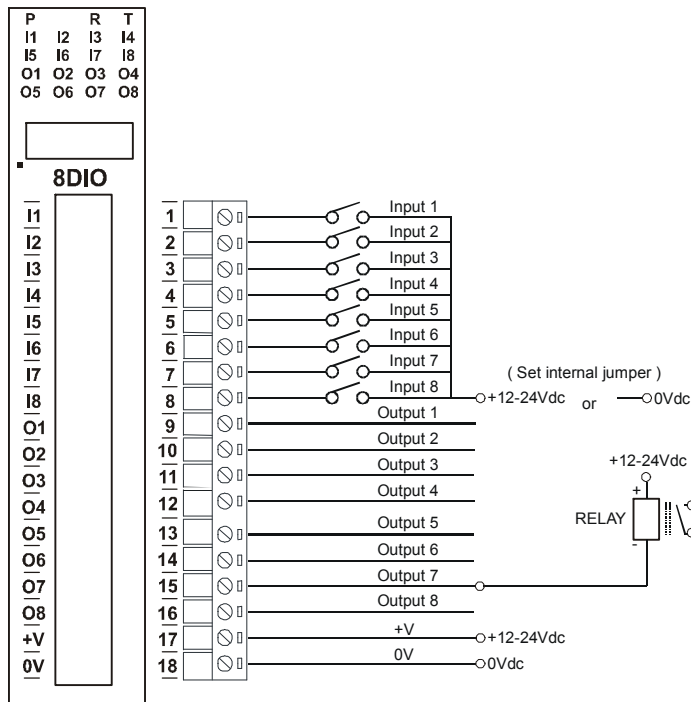 P R T
I1 I2 I3 I4
I5 I6 I7 I8
O1 O2 O3 O4
O5 O6 O7 O8
8DIO
I1 1 Input 1
I2 2 Input 2
I3 3 Input 3
I4 4 Input 4
I5 5 Input 5
I6 6 Input 6
I7 7 Input 7
( Set internal jumper )
I8 8 Input 8 +12-24Vdc or 0Vdc
O1 9 Output 1
O2 10 Output 2
O3 11 Output 3
+12-24Vdc
O4 12 Output 4
+
RELAY
-
O5 13 Output 5
O6 14 Output 6
O7 15 Output 7
O8 16 Output 8
+V 17 +V +12-24Vdc
0V 18 0V 0Vdc